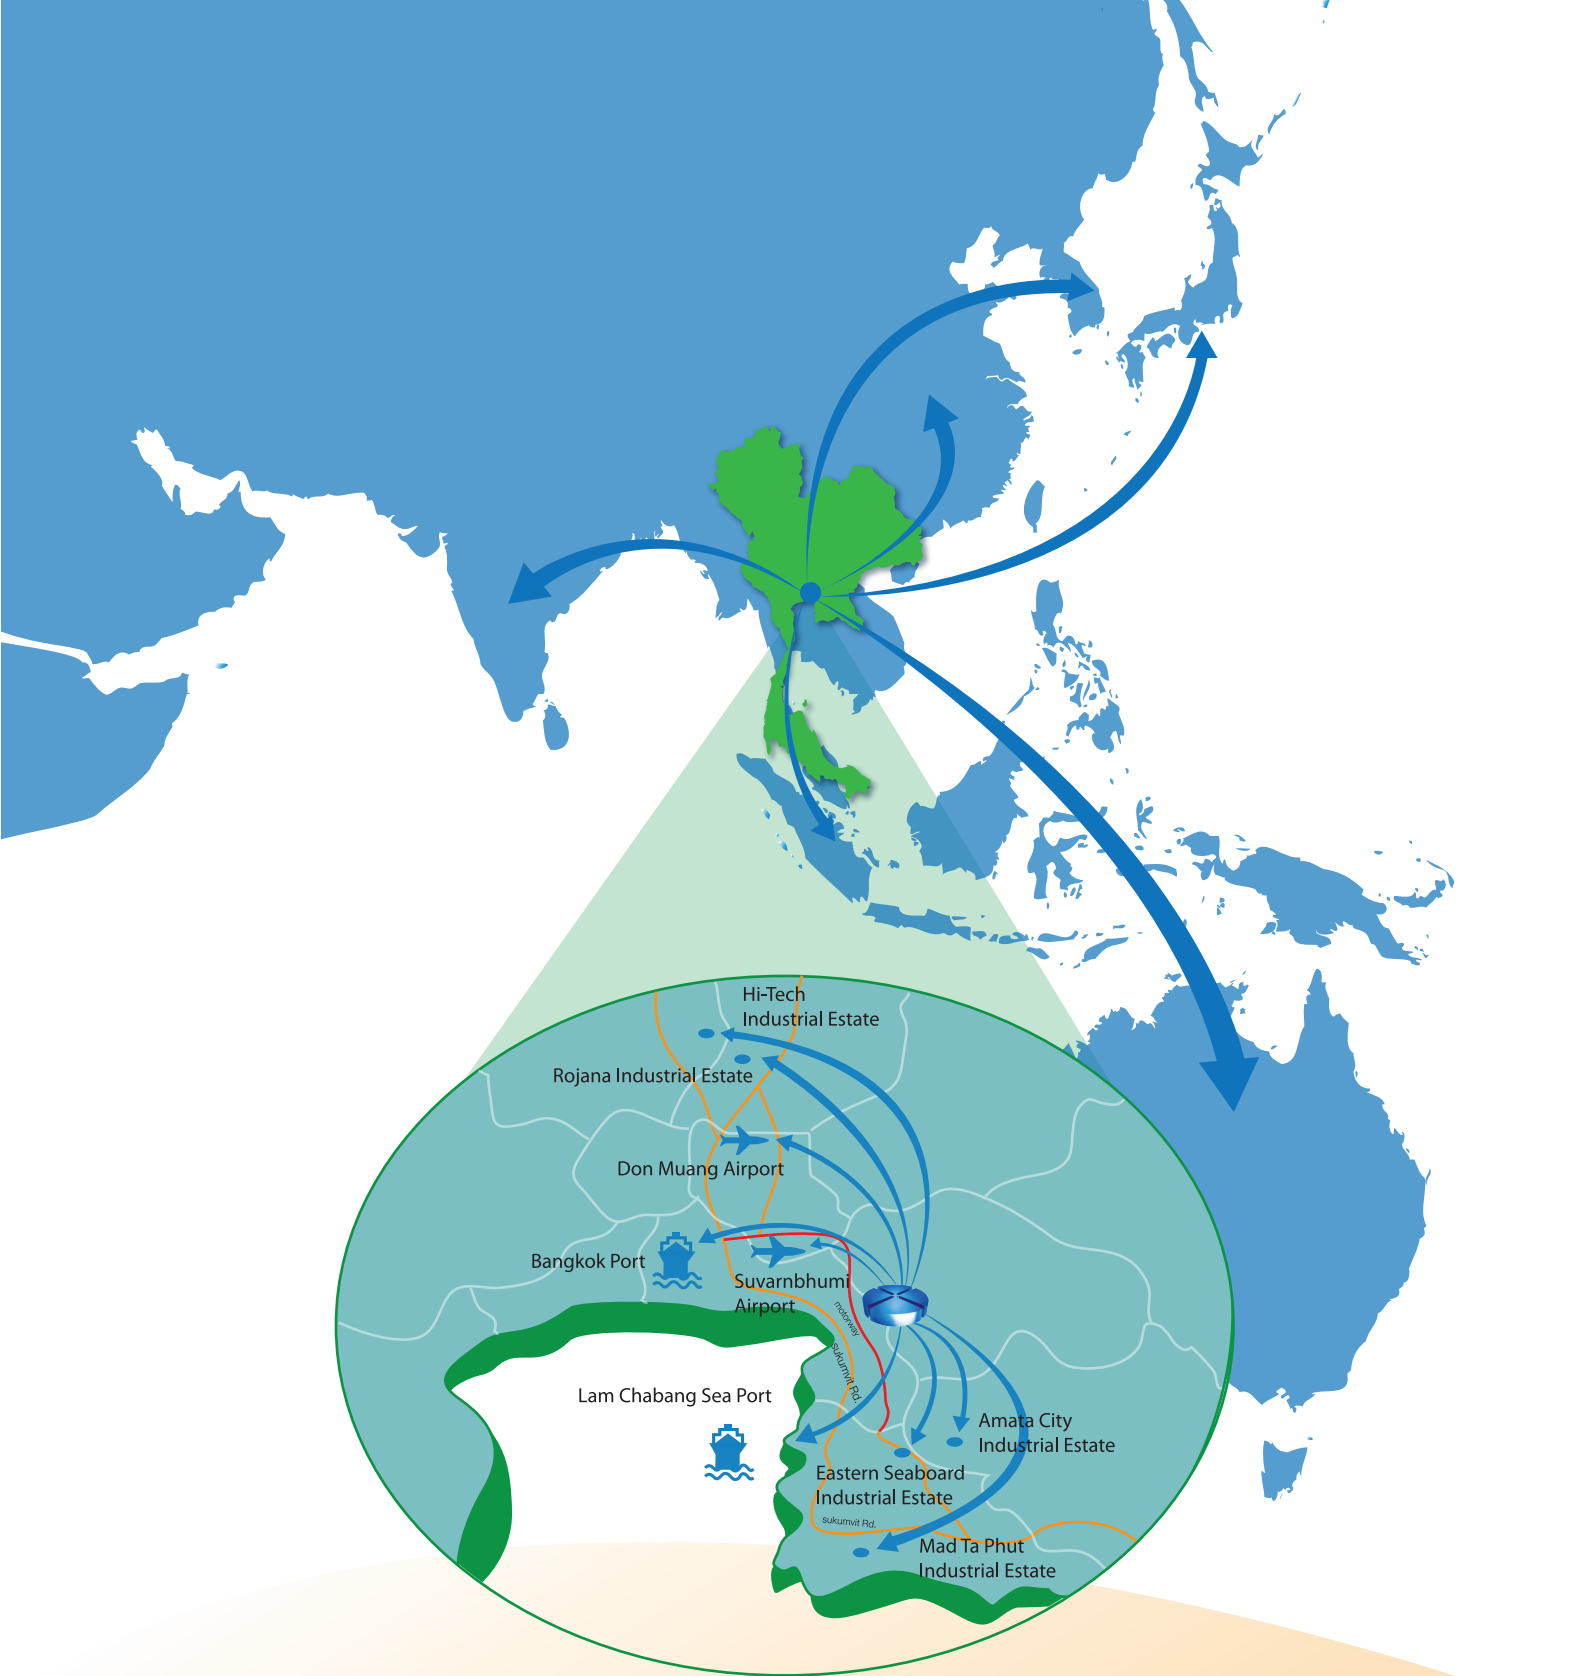 Hi-Tech
Industrial Estate
Rojana Industrial Estate
Don Muang Airport
Bangkok Port
Suvarnbhumi
Airport
motorway
sukumvit Rd.
Lam Chabang Sea Port
Amata City
Industrial Estate
Eastern Seaboard
Industrial Estate
sukumvit Rd.
Mad Ta Phut
Industrial Estate